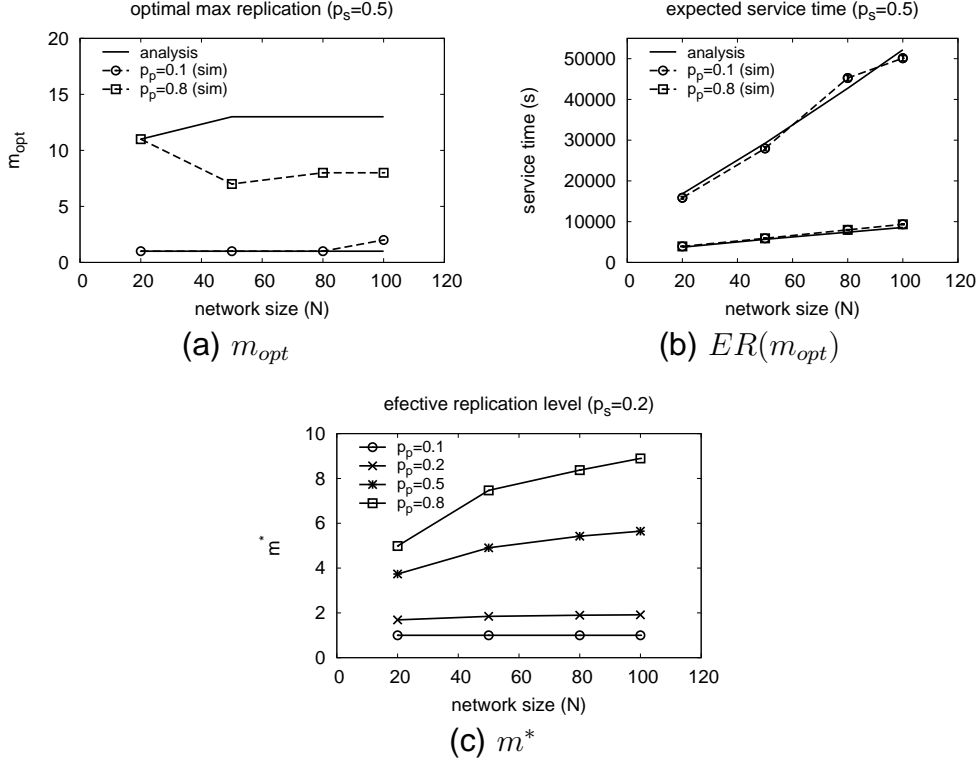 optimal max replication (p_s=0.5)
20
15
10
5
0
m_opt
analysis
p_p=0.1 (sim)
p_p=0.8 (sim)
0 20 40 60 80 100 120
network size (N)
(a) m_opt
expected service time (p_s=0.5)
50000
40000
30000
20000
10000
0
service time (s)
analysis
p_p=0.1 (sim)
p_p=0.8 (sim)
0 20 40 60 80 100 120
network size (N)
(b) ER(m_opt)
efective replication level (p_s=0.2)
10
8
6
4
2
0
m*
p_p=0.1
p_p=0.2
p_p=0.5
p_p=0.8
0 20 40 60 80 100 120
network size (N)
(c) m*